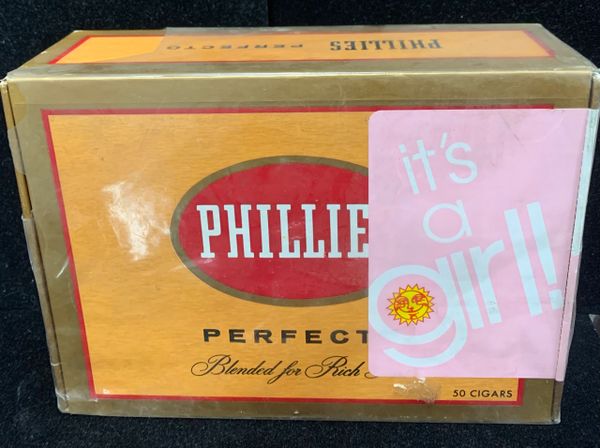 PHILLIES PERFECTO
PHILLIE
PERFECT
Blended for Rich
50 CIGARS
it's
a
girl!